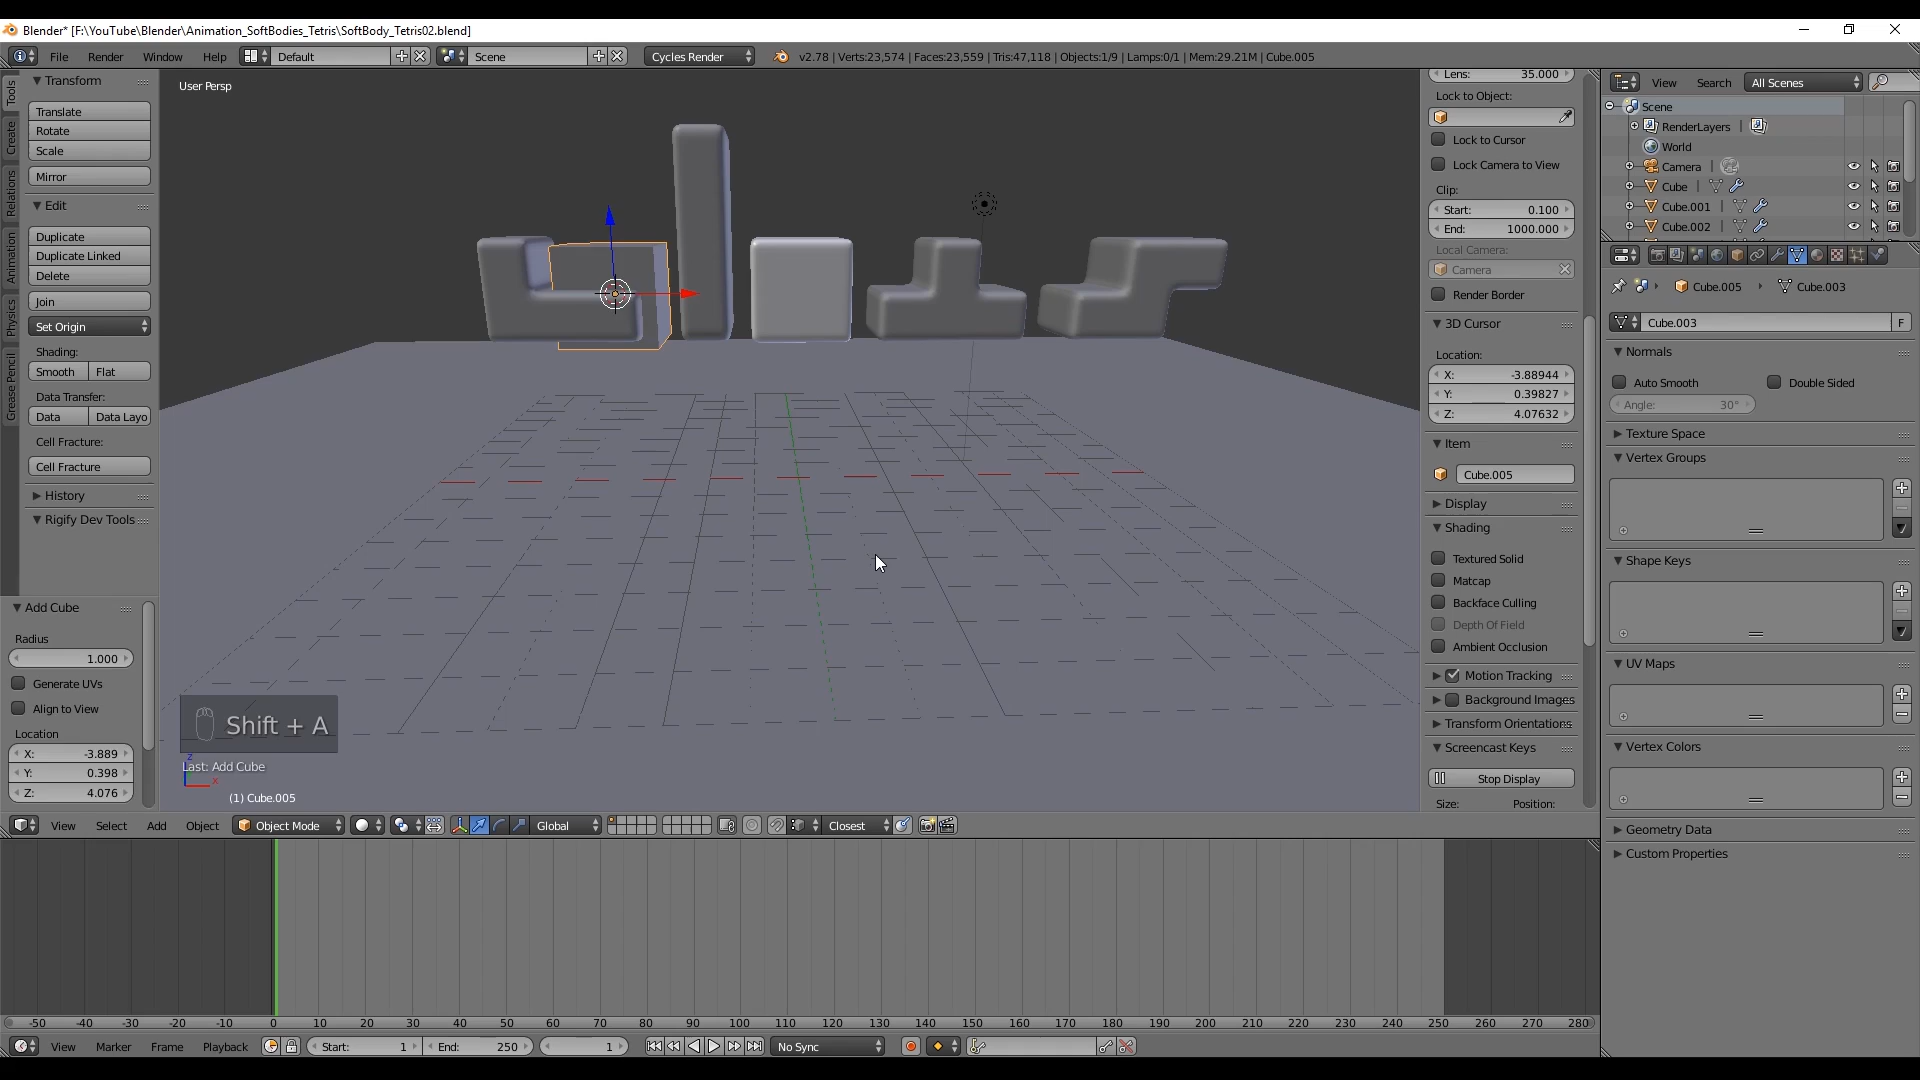 Blender* [F:\YouTube\Blender\Animation_SoftBodies_Tetris\SoftBody_Tetris02.blend]
File Render Window Help Default Scene Cycles Render v2.78 | Verts:23,574 | Faces:23,559 | Tris:47,118 | Objects:1/9 | Lamps:0/1 | Mem:29.21M | Cube.005
Tools
Create
Relations
Animation
Physics
Grease Pencil
Transform
Translate
Rotate
Scale
Mirror
Edit
Duplicate
Duplicate Linked
Delete
Join
Set Origin
Shading:
Smooth Flat
Data Transfer:
Data Data Layo
Cell Fracture:
Cell Fracture
History
Rigify Dev Tools
Add Cube
Radius
1.000
Generate UVs
Align to View
Location
X: -3.889
Y: 0.398
Z: 4.076
User Persp
Shift + A
Last: Add Cube
z
x
(1) Cube.005
View Select Add Object Object Mode Global Closest
Lens: 35.000
Lock to Object:
Lock to Cursor
Lock Camera to View
Clip:
Start: 0.100
End: 1000.000
Local Camera:
Camera
Render Border
3D Cursor
Location:
X: -3.88944
Y: 0.39827
Z: 4.07632
Item
Cube.005
Display
Shading
Textured Solid
Matcap
Backface Culling
Depth Of Field
Ambient Occlusion
Motion Tracking
Background Images
Transform Orientations
Screencast Keys
Stop Display
Size: Position:
View Search All Scenes
Scene
RenderLayers
World
Camera
Cube
Cube.001
Cube.002
Cube.005 Cube.003
Cube.003 F
Normals
Auto Smooth Double Sided
Angle: 30°
Texture Space
Vertex Groups
Shape Keys
UV Maps
Vertex Colors
Geometry Data
Custom Properties
-50 -40 -30 -20 -10 0 10 20 30 40 50 60 70 80 90 100 110 120 130 140 150 160 170 180 190 200 210 220 230 240 250 260 270 280
View Marker Frame Playback Start: 1 End: 250 1 No Sync